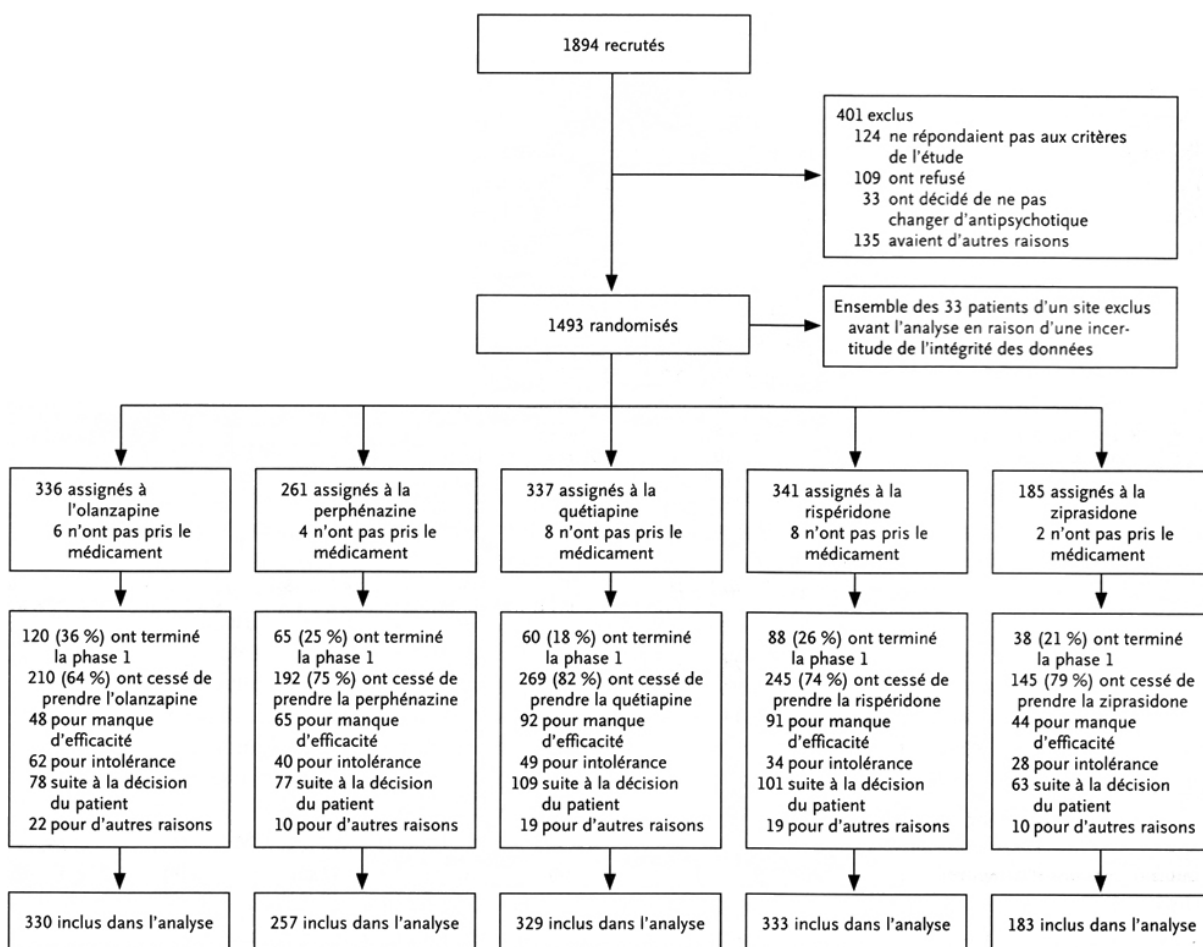 1894 recrutés
401 exclus
124 ne répondaient pas aux critères
de l'étude
109 ont refusé
33 ont décidé de ne pas
changer d'antipsychotique
135 avaient d'autres raisons
1493 randomisés
Ensemble des 33 patients d'un site exclus
avant l'analyse en raison d'une incer-
titude de l'intégrité des données
336 assignés à
l'olanzapine
6 n'ont pas pris le
médicament
261 assignés à la
perphénazine
4 n'ont pas pris le
médicament
337 assignés à la
quétiapine
8 n'ont pas pris le
médicament
341 assignés à la
rispéridone
8 n'ont pas pris le
médicament
185 assignés à la
ziprasidone
2 n'ont pas pris le
médicament
120 (36 %) ont terminé
la phase 1
210 (64 %) ont cessé de
prendre l'olanzapine
48 pour manque
d'efficacité
62 pour intolérance
78 suite à la décision
du patient
22 pour d'autres raisons
65 (25 %) ont terminé
la phase 1
192 (75 %) ont cessé de
prendre la perphénazine
65 pour manque
d'efficacité
40 pour intolérance
77 suite à la décision
du patient
10 pour d'autres raisons
60 (18 %) ont terminé
la phase 1
269 (82 %) ont cessé de
prendre la quétiapine
92 pour manque
d'efficacité
49 pour intolérance
109 suite à la décision
du patient
19 pour d'autres raisons
88 (26 %) ont terminé
la phase 1
245 (74 %) ont cessé de
prendre la rispéridone
91 pour manque
d'efficacité
34 pour intolérance
101 suite à la décision
du patient
19 pour d'autres raisons
38 (21 %) ont terminé
la phase 1
145 (79 %) ont cessé de
prendre la ziprasidone
44 pour manque
d'efficacité
28 pour intolérance
63 suite à la décision
du patient
10 pour d'autres raisons
330 inclus dans l'analyse
257 inclus dans l'analyse
329 inclus dans l'analyse
333 inclus dans l'analyse
183 inclus dans l'analyse